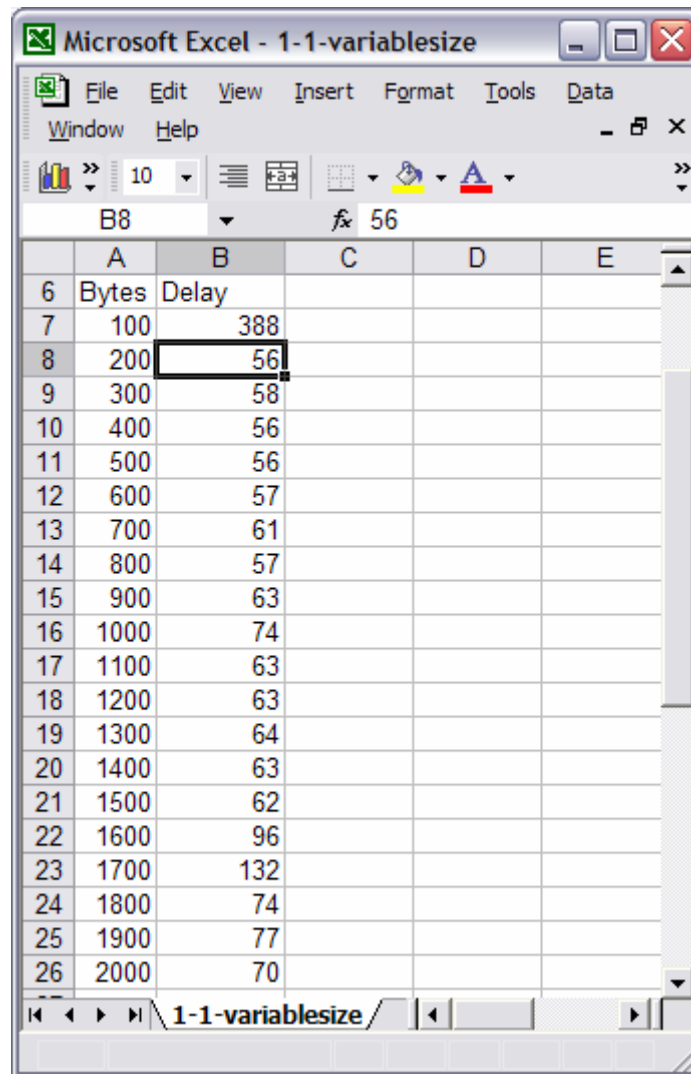 Microsoft Excel - 1-1-variablesize
File Edit View Insert Format Tools Data
Window Help
10 A
B8 fx 56
A B C D E
6 Bytes Delay
7 100 388
8 200 56
9 300 58
10 400 56
11 500 56
12 600 57
13 700 61
14 800 57
15 900 63
16 1000 74
17 1100 63
18 1200 63
19 1300 64
20 1400 63
21 1500 62
22 1600 96
23 1700 132
24 1800 74
25 1900 77
26 2000 70
1-1-variablesize